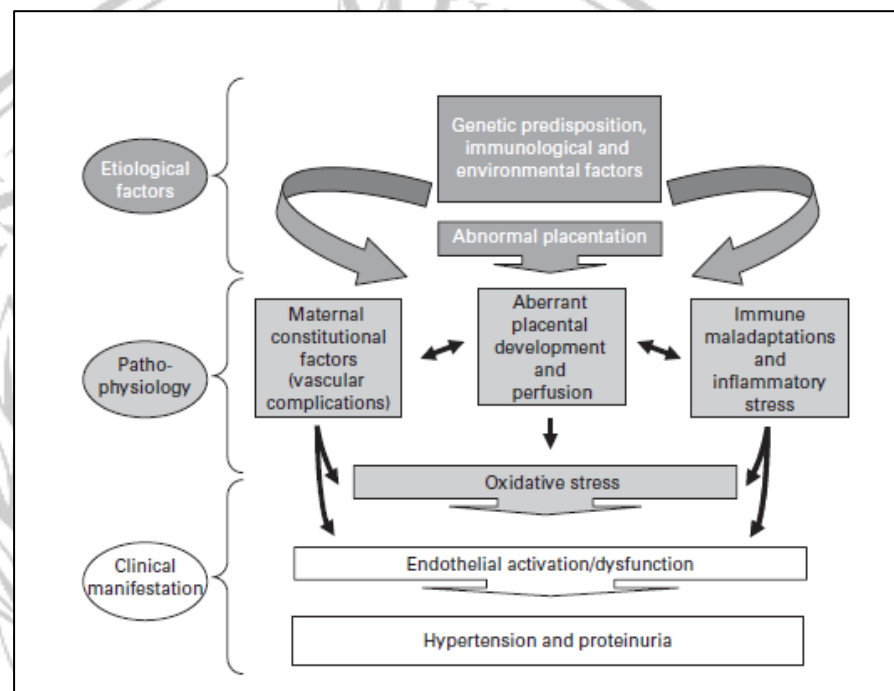 Genetic predisposition,
immunological and
environmental factors
Etiological
factors
Abnormal placentation
Maternal
constitutional
factors
(vascular
complications)
Aberrant
placental
development
and
perfusion
Immune
maladaptations
and
inflammatory
stress
Patho-
physiology
Oxidative stress
Endothelial activation/dysfunction
Clinical
manifestation
Hypertension and proteinuria